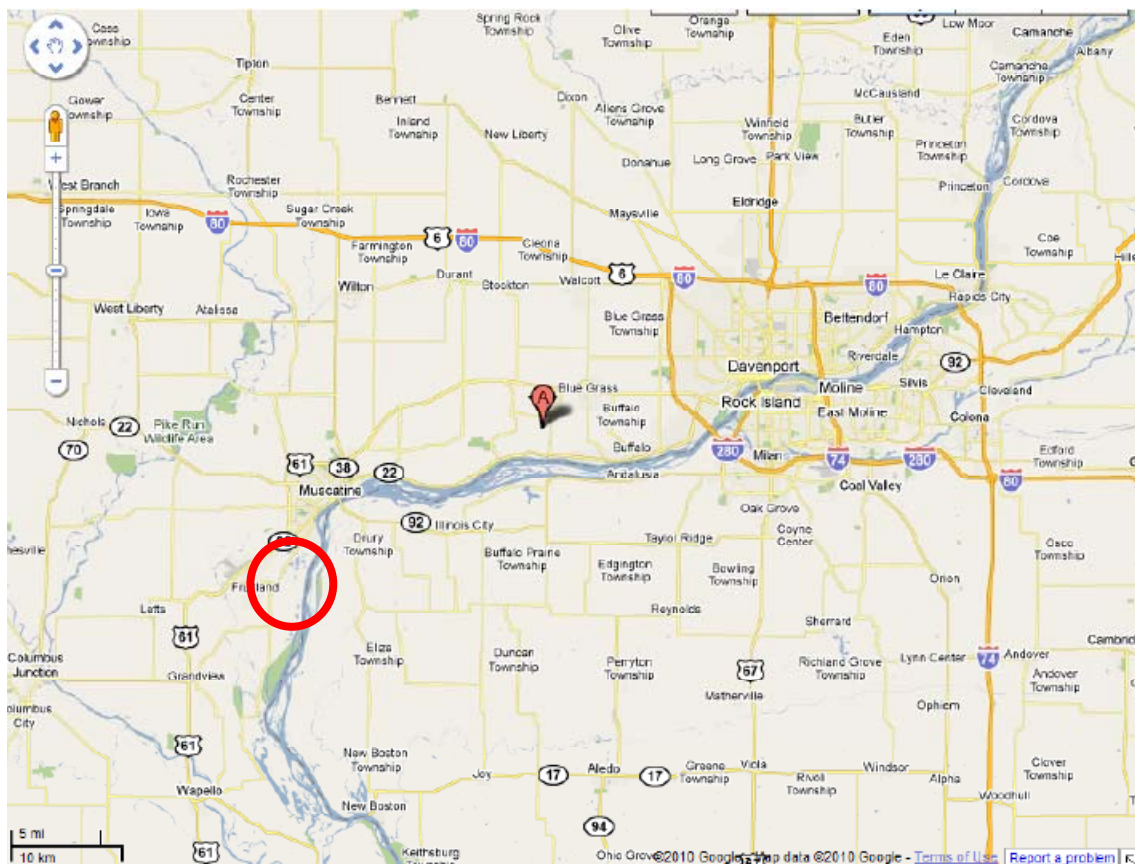 Spring Rock
Township
Olive
Township
Orange
Township
Eden
Township
Low Moor
Camanche
Albany
Camanche
Township
Cass
Township
Tipton
Center
Township
Gower
Township
Bennett
Inland
Township
New Liberty
Dixon
Allens Grove
Township
Donahue
Winfield
Township
Long Grove
Park View
McCausland
Butler
Township
Princeton
Township
Cordova
Township
Princeton
Cordova
West Branch
Springdale
Township
Iowa
Township
80
Rochester
Township
Sugar Creek
Township
Farmington
Township
6
80
Cleona
Township
Maysville
Eldridge
Coe
Township
Wilton
Durant
Stockton
Walcott
6
80
80
Le Claire
Rapids City
West Liberty
Atalissa
Blue Grass
Township
Bettendorf
Hampton
Riverdale
92
Davenport
Moline
Silvis
Cleveland
Rock Island
East Moline
Colona
Blue Grass
A
Buffalo
Township
Buffalo
Andalusia
Nichols
22
70
Pike Run
Wildlife Area
61
38
22
Muscatine
280
Milan
74
280
Coal Valley
Edford
Township
80
92
Illinois City
Drury
Township
Oak Grove
Coyne
Center
Taylor Ridge
Buffalo Prairie
Township
Edgington
Township
Bowling
Township
Osco
Township
Orion
Letts
61
Reynolds
Sherrard
Columbus
Junction
Grandview
Eliza
Township
Duncan
Township
Perryton
Township
67
Matherville
Richland Grove
Township
Lynn Center
74
Andover
Andover
Township
Ophiem
61
New Boston
Township
Wapello
New Boston
Joy
17
Aledo
17
Greene
Township
Viola
Rivoli
Township
Windsor
Alpha
Clover
Township
Woodhull
94
5 mi
10 km
61
Keithsburg
Township
©2010 Google - Map data ©2010 Google - Terms of Use
Report a problem